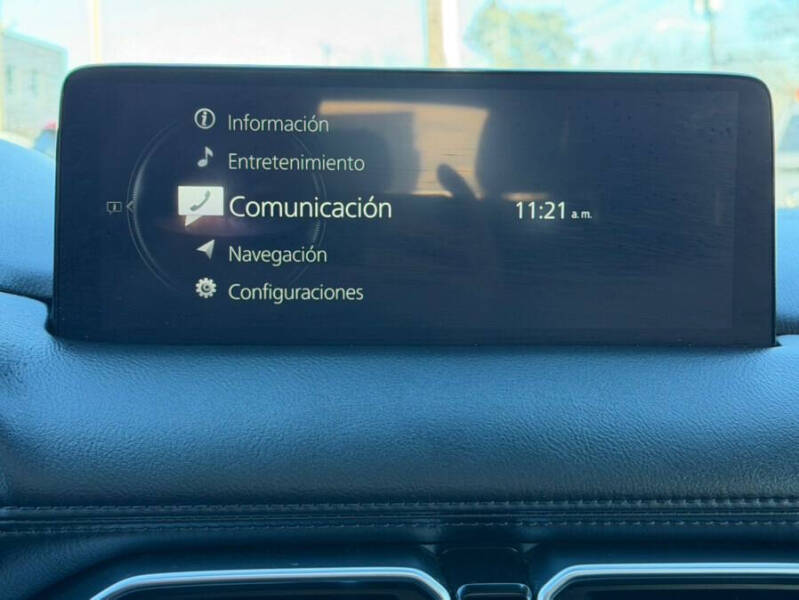 Información
Entretenimiento
Comunicación
11:21 a. m.
Navegación
Configuraciones